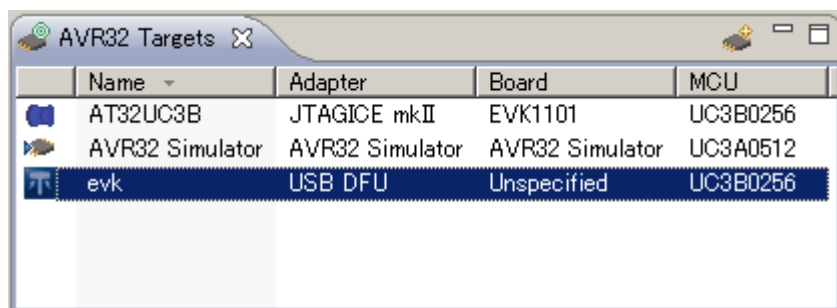 AVR32 Targets
Name Adapter Board MCU
AT32UC3B JTAGICE mkII EVK1101 UC3B0256
AVR32 Simulator AVR32 Simulator AVR32 Simulator UC3A0512
evk USB DFU Unspecified UC3B0256